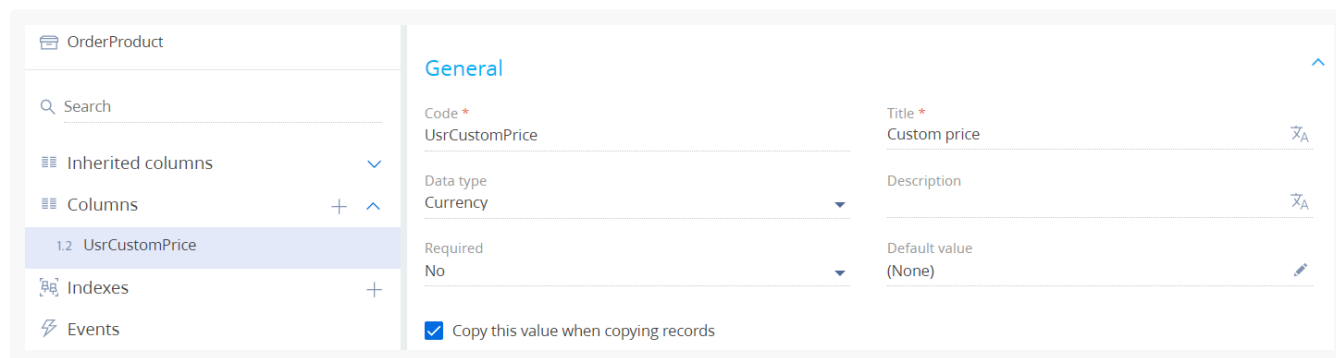 OrderProduct
Search
Inherited columns
Columns
1.2 UsrCustomPrice
Indexes
Events
General
Code *
UsrCustomPrice
Title *
Custom price
Data type
Currency
Description
Required
No
Default value
(None)
Copy this value when copying records